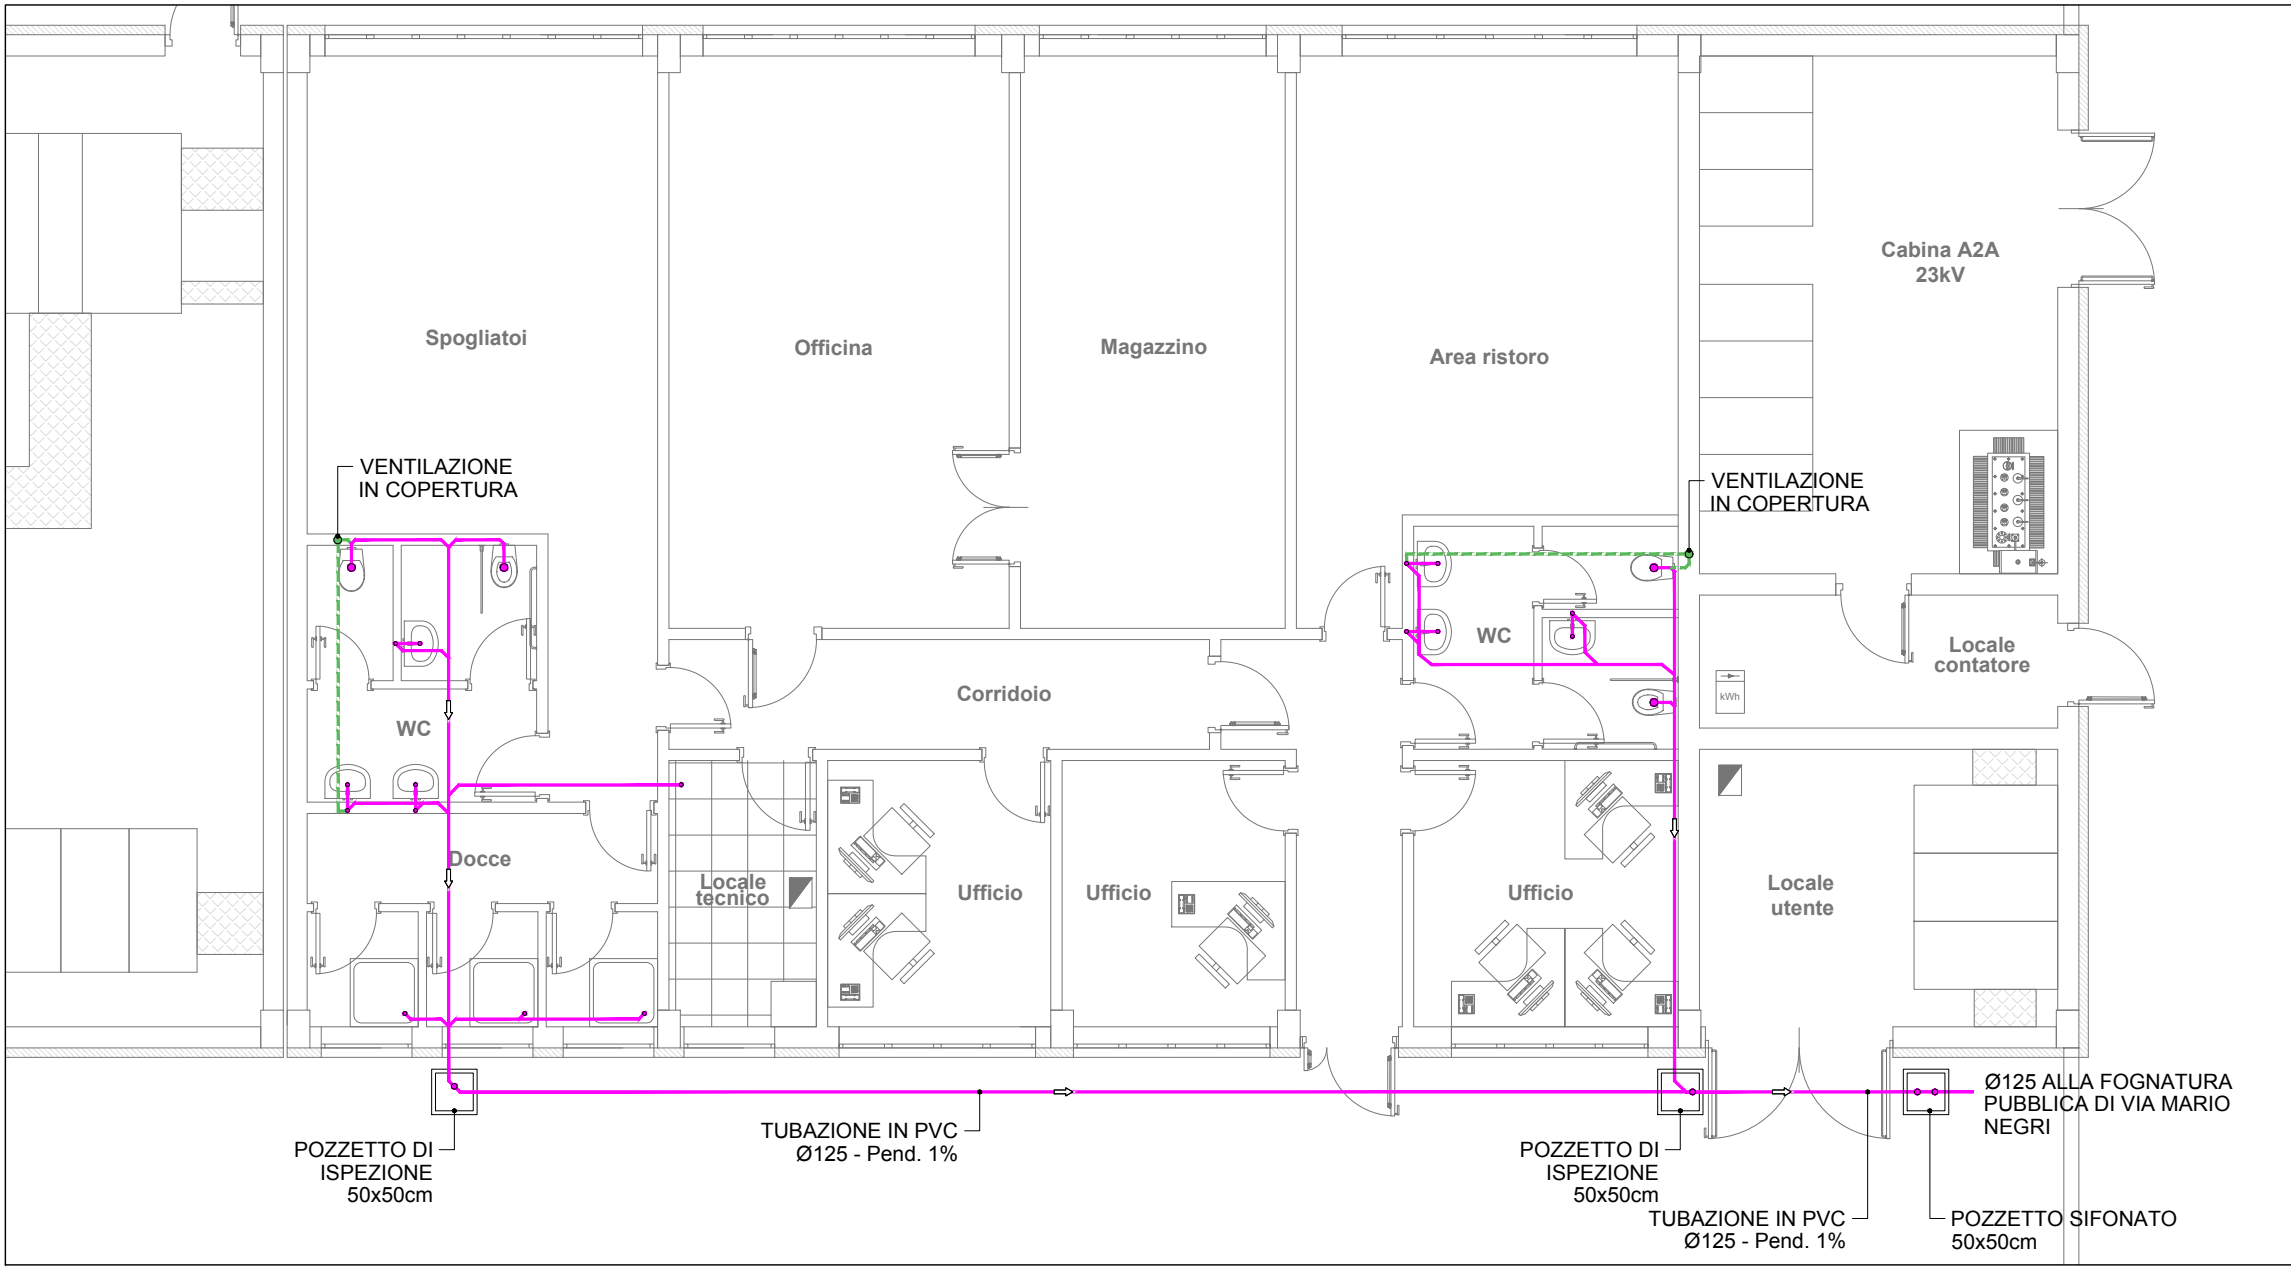 Cabina A2A
23kV
Spogliatoi
Officina
Magazzino
Area ristoro
VENTILAZIONE
IN COPERTURA
VENTILAZIONE
IN COPERTURA
WC
Locale
contatore
kWh
Corridoio
WC
Docce
Locale
tecnico
Ufficio
Ufficio
Ufficio
Locale
utente
Ø125 ALLA FOGNATURA
PUBBLICA DI VIA MARIO
NEGRI
POZZETTO DI
ISPEZIONE
50x50cm
TUBAZIONE IN PVC
Ø125 - Pend. 1%
POZZETTO DI
ISPEZIONE
50x50cm
TUBAZIONE IN PVC
Ø125 - Pend. 1%
POZZETTO SIFONATO
50x50cm